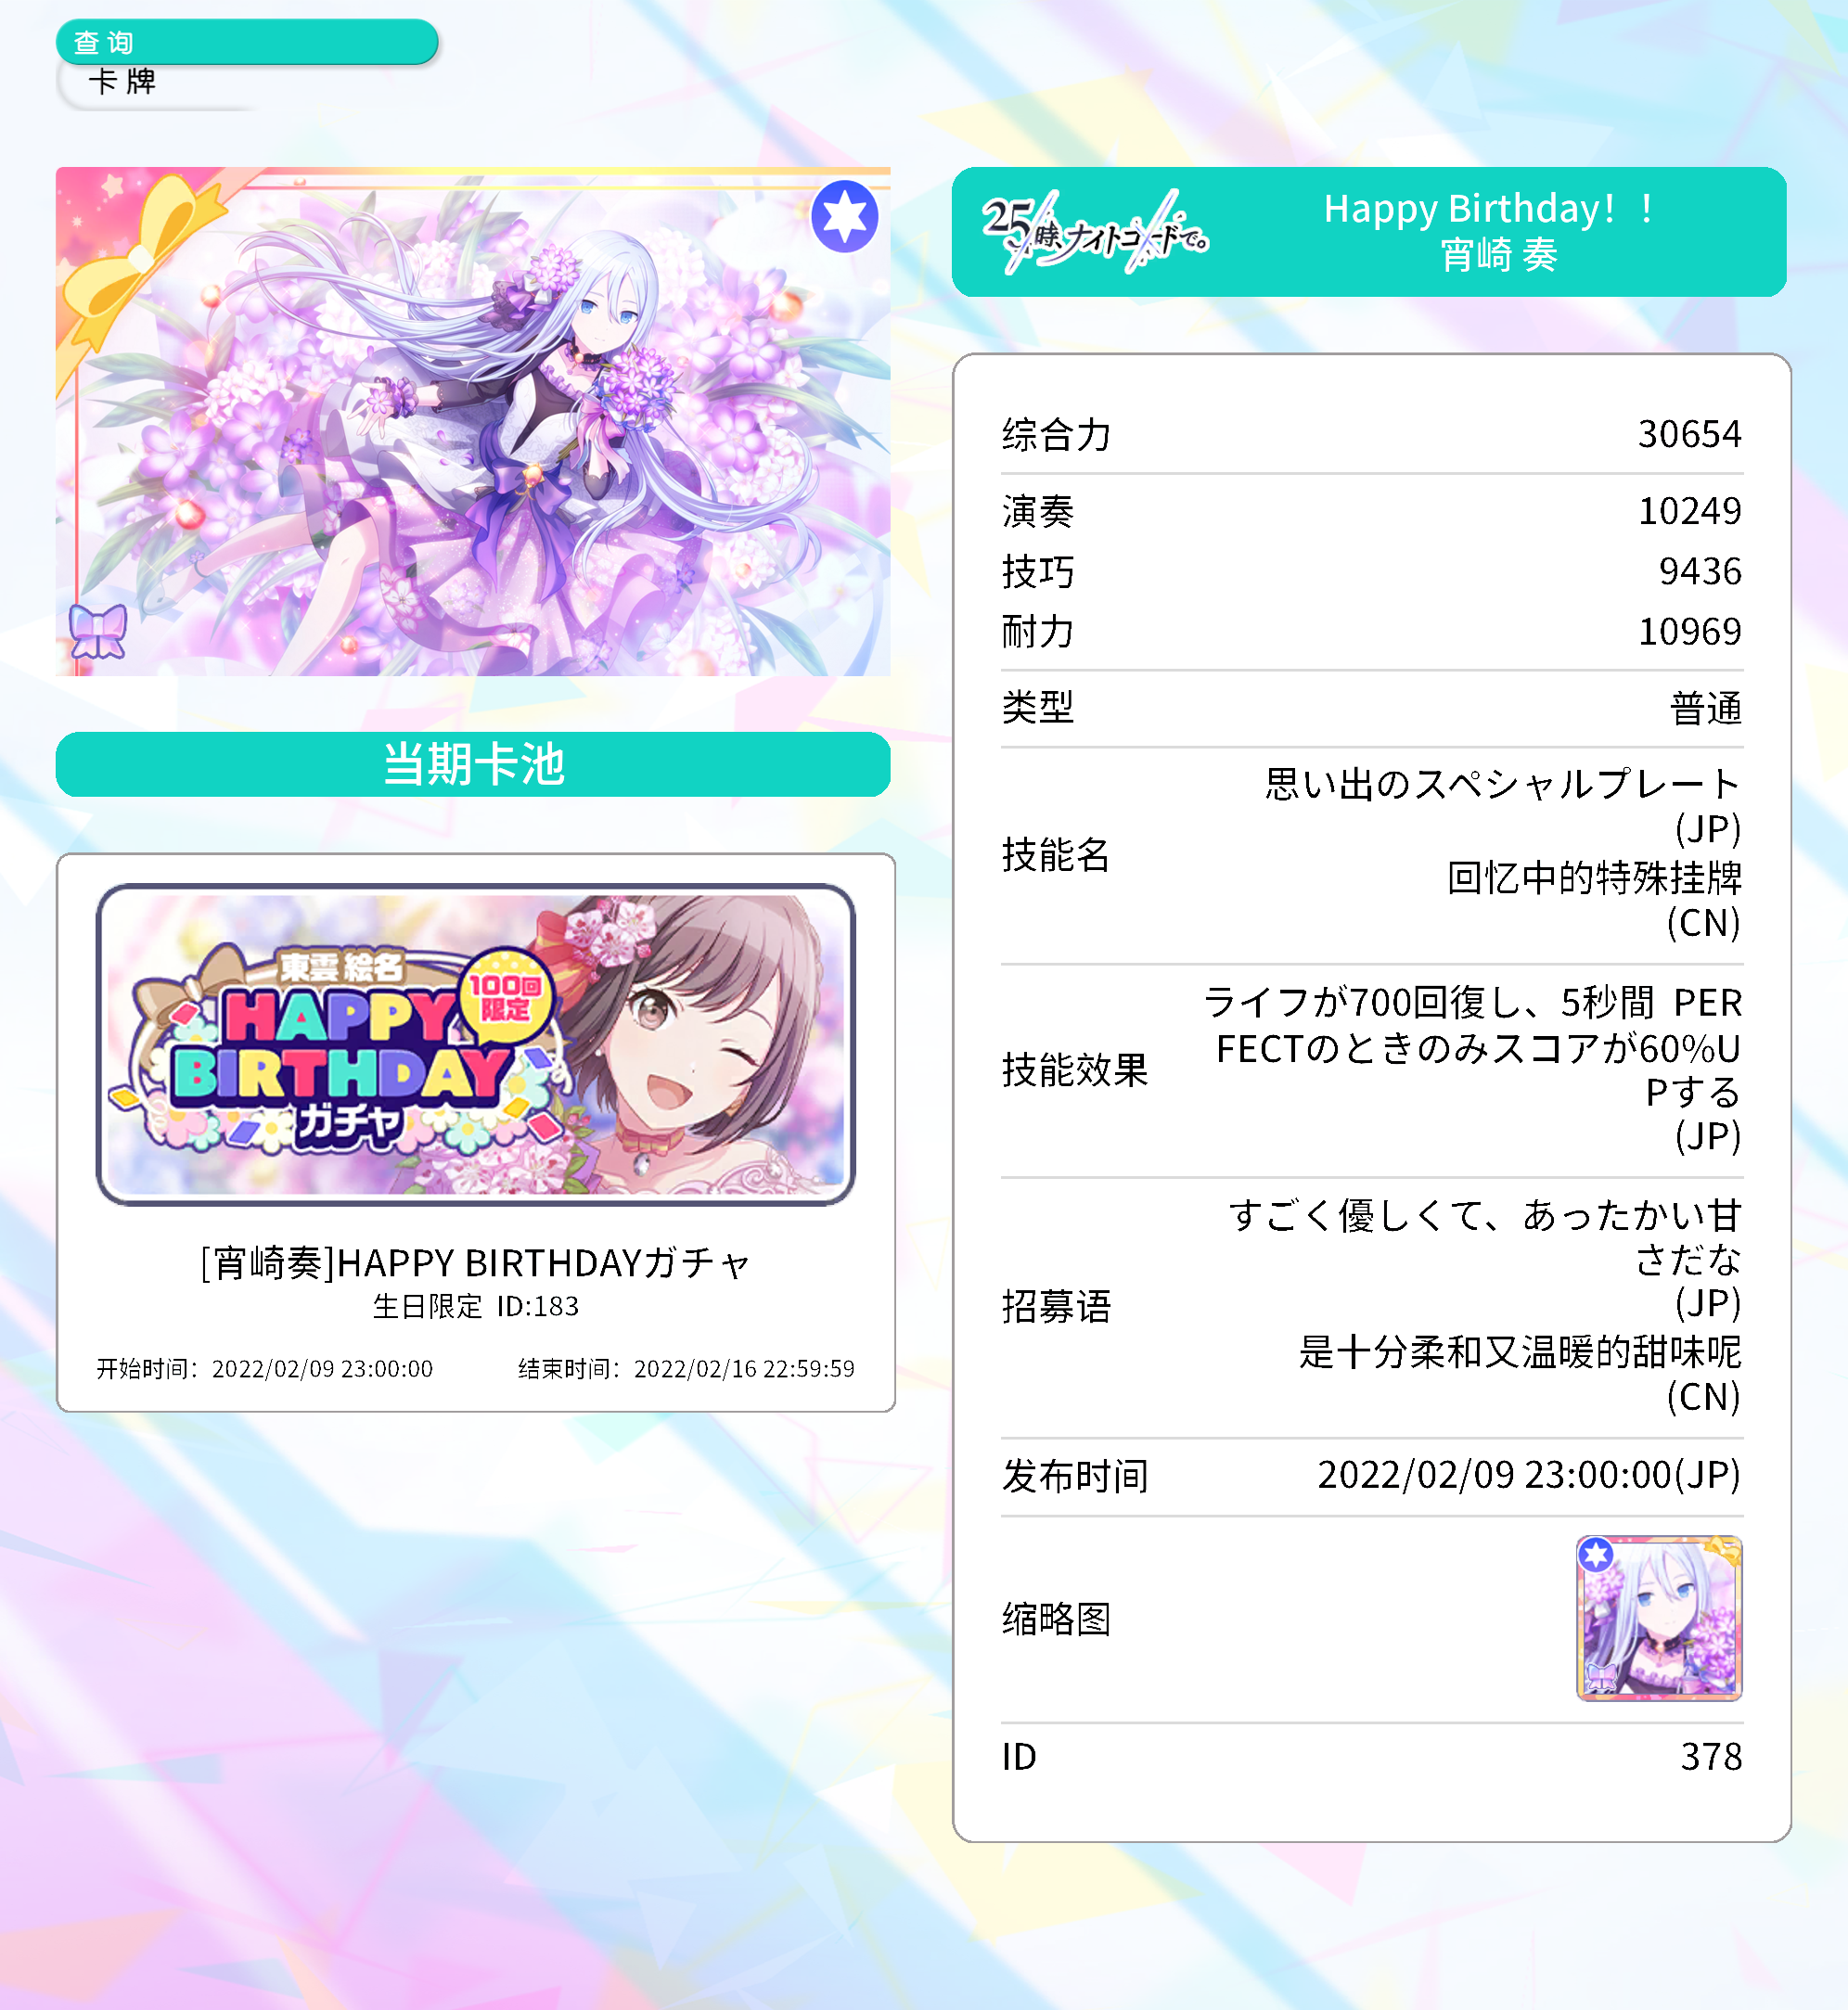 查询
卡牌
25時、ナイトコードで。
Happy Birthday！！
宵崎 奏
综合力 30654
演奏 10249
技巧 9436
耐力 10969
类型 普通
技能名
思い出のスペシャルプレート
(JP)
回忆中的特殊挂牌
(CN)
技能效果
ライフが700回復し、5秒間 PER
FECTのときのみスコアが60%U
Pする
(JP)
招募语
すごく優しくて、あったかい甘
さだな
(JP)
是十分柔和又温暖的甜味呢
(CN)
发布时间 2022/02/09 23:00:00(JP)
缩略图
ID 378
当期卡池
東雲 絵名
HAPPY
BIRTHDAY
ガチャ
100回
限定
[宵崎奏]HAPPY BIRTHDAYガチャ
生日限定 ID:183
开始时间：2022/02/09 23:00:00 结束时间：2022/02/16 22:59:59